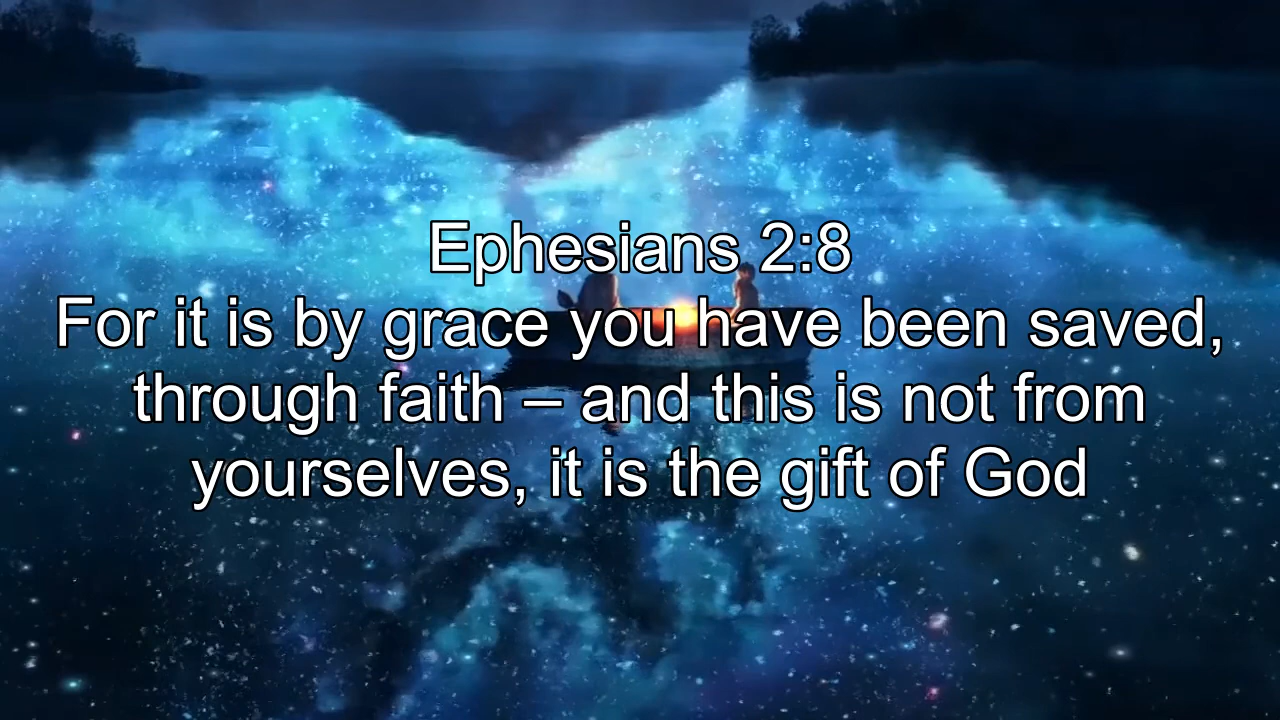 Ephesians 2:8
For it is by grace you have been saved,
through faith – and this is not from
yourselves, it is the gift of God